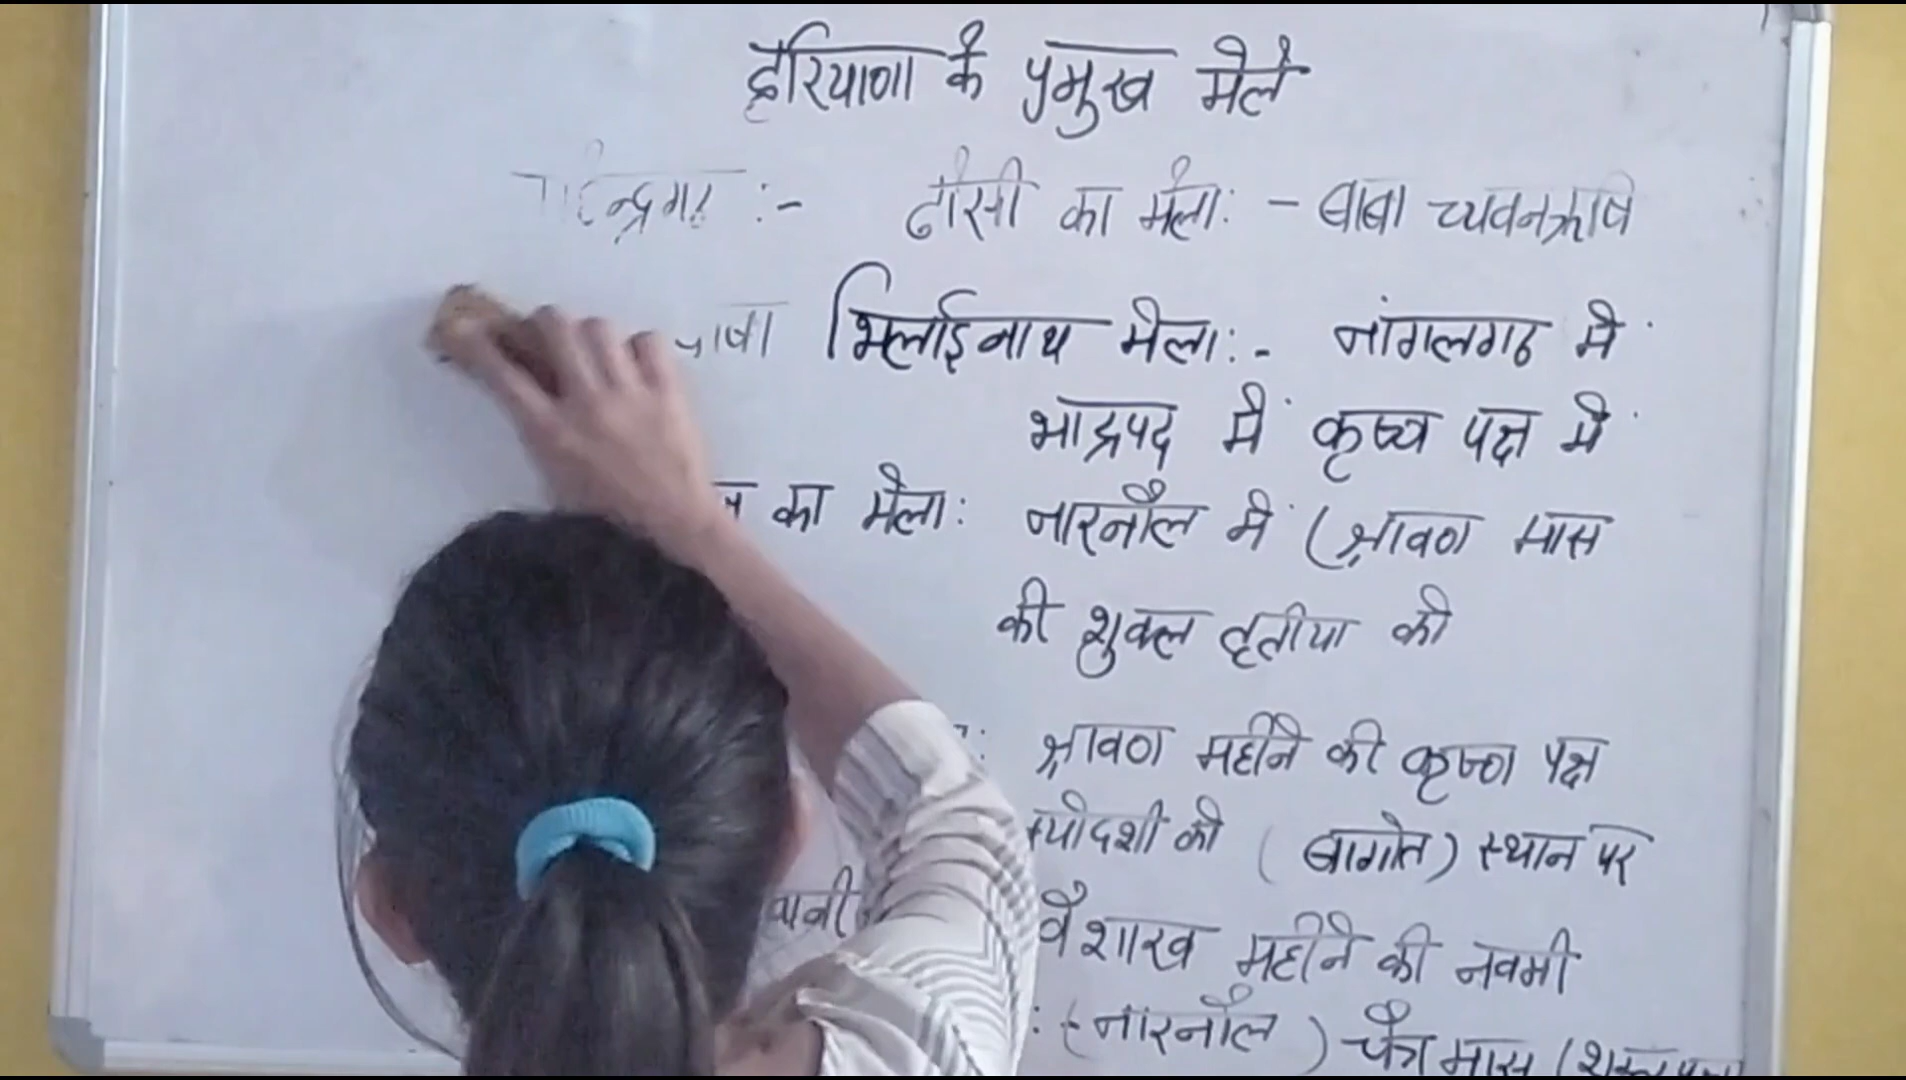 हरियाणा के प्रमुख मेले
महेन्द्रगढ :- ढोसी का मेला: - बाबा च्यवनऋषि
भिलाईनाथ मेला:- नांगलगढ में
भाद्रपद में कृष्ण पक्ष में
का मेला: नारनौल में (श्रावण मास
की शुक्ल तृतीया को
: श्रावण महीने की कृष्ण पक्ष
त्रयोदशी को (बागोत) स्थान पर
वैशाख महीने की नवमी
:- (नारनौल) चैत्र मास